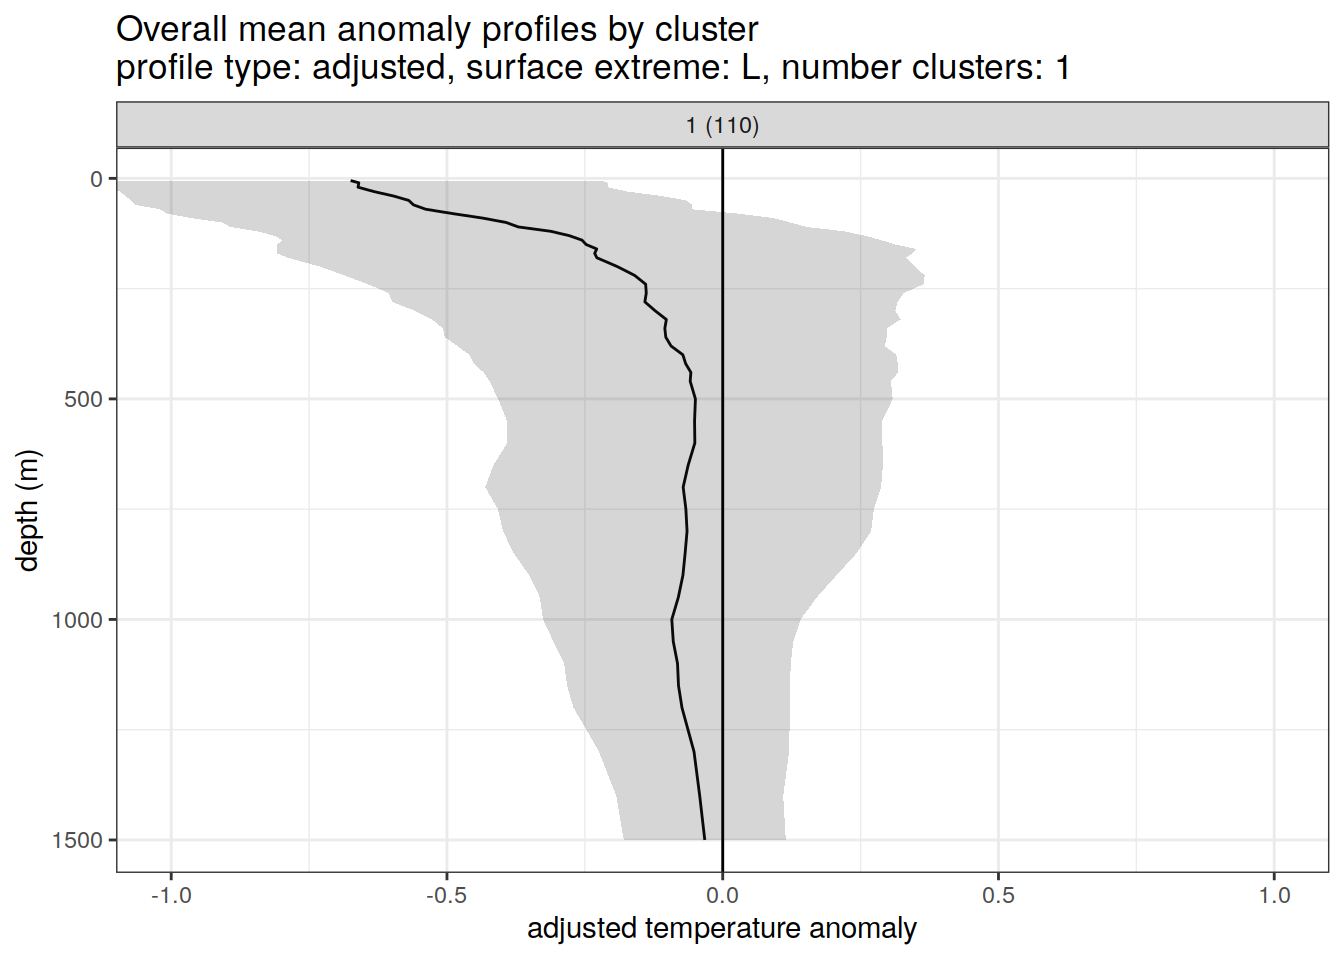 Overall mean anomaly profiles by cluster
profile type: adjusted, surface extreme: L, number clusters: 1
1 (110)
0
500
1000
1500
depth (m)
-1.0 -0.5 0.0 0.5 1.0
adjusted temperature anomaly